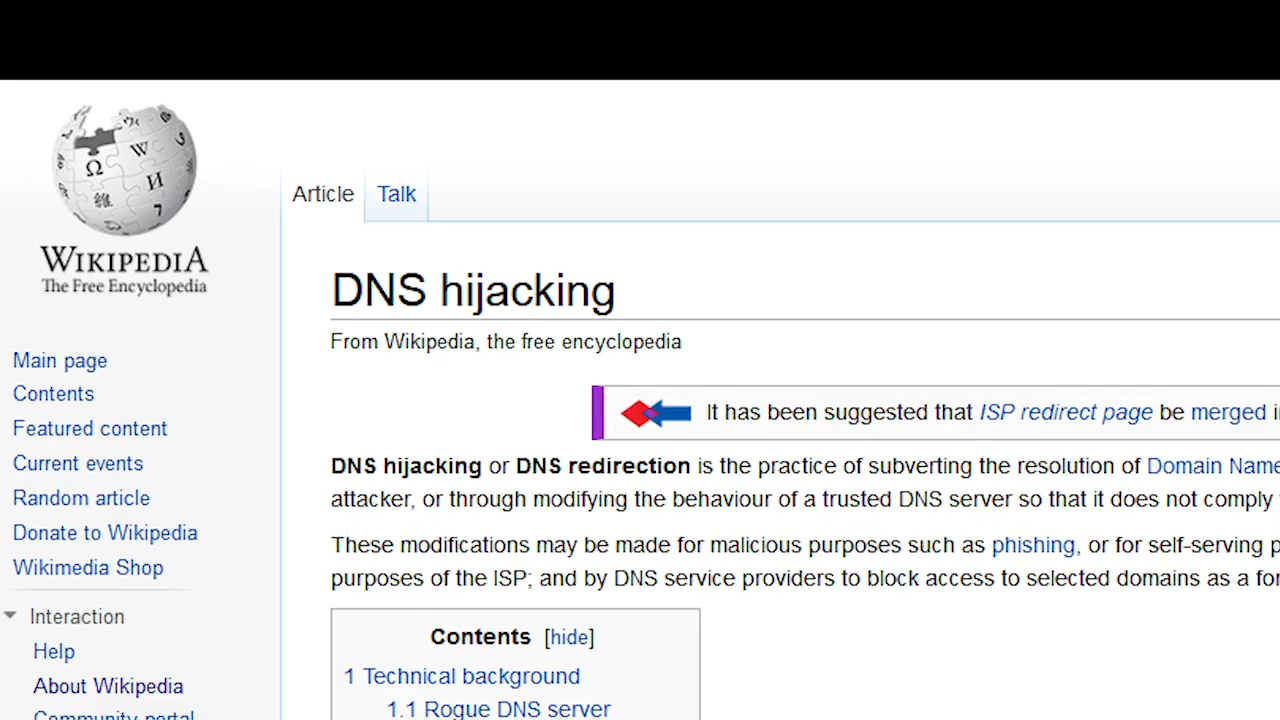 WIKIPEDIA
The Free Encyclopedia
Main page
Contents
Featured content
Current events
Random article
Donate to Wikipedia
Wikimedia Shop
Interaction
Help
About Wikipedia
Community portal
Article Talk
DNS hijacking
From Wikipedia, the free encyclopedia
It has been suggested that ISP redirect page be merged
DNS hijacking or DNS redirection is the practice of subverting the resolution of Domain Name
attacker, or through modifying the behaviour of a trusted DNS server so that it does not comply
These modifications may be made for malicious purposes such as phishing, or for self-serving
purposes of the ISP; and by DNS service providers to block access to selected domains as a
Contents [hide]
1 Technical background
1.1 Rogue DNS server